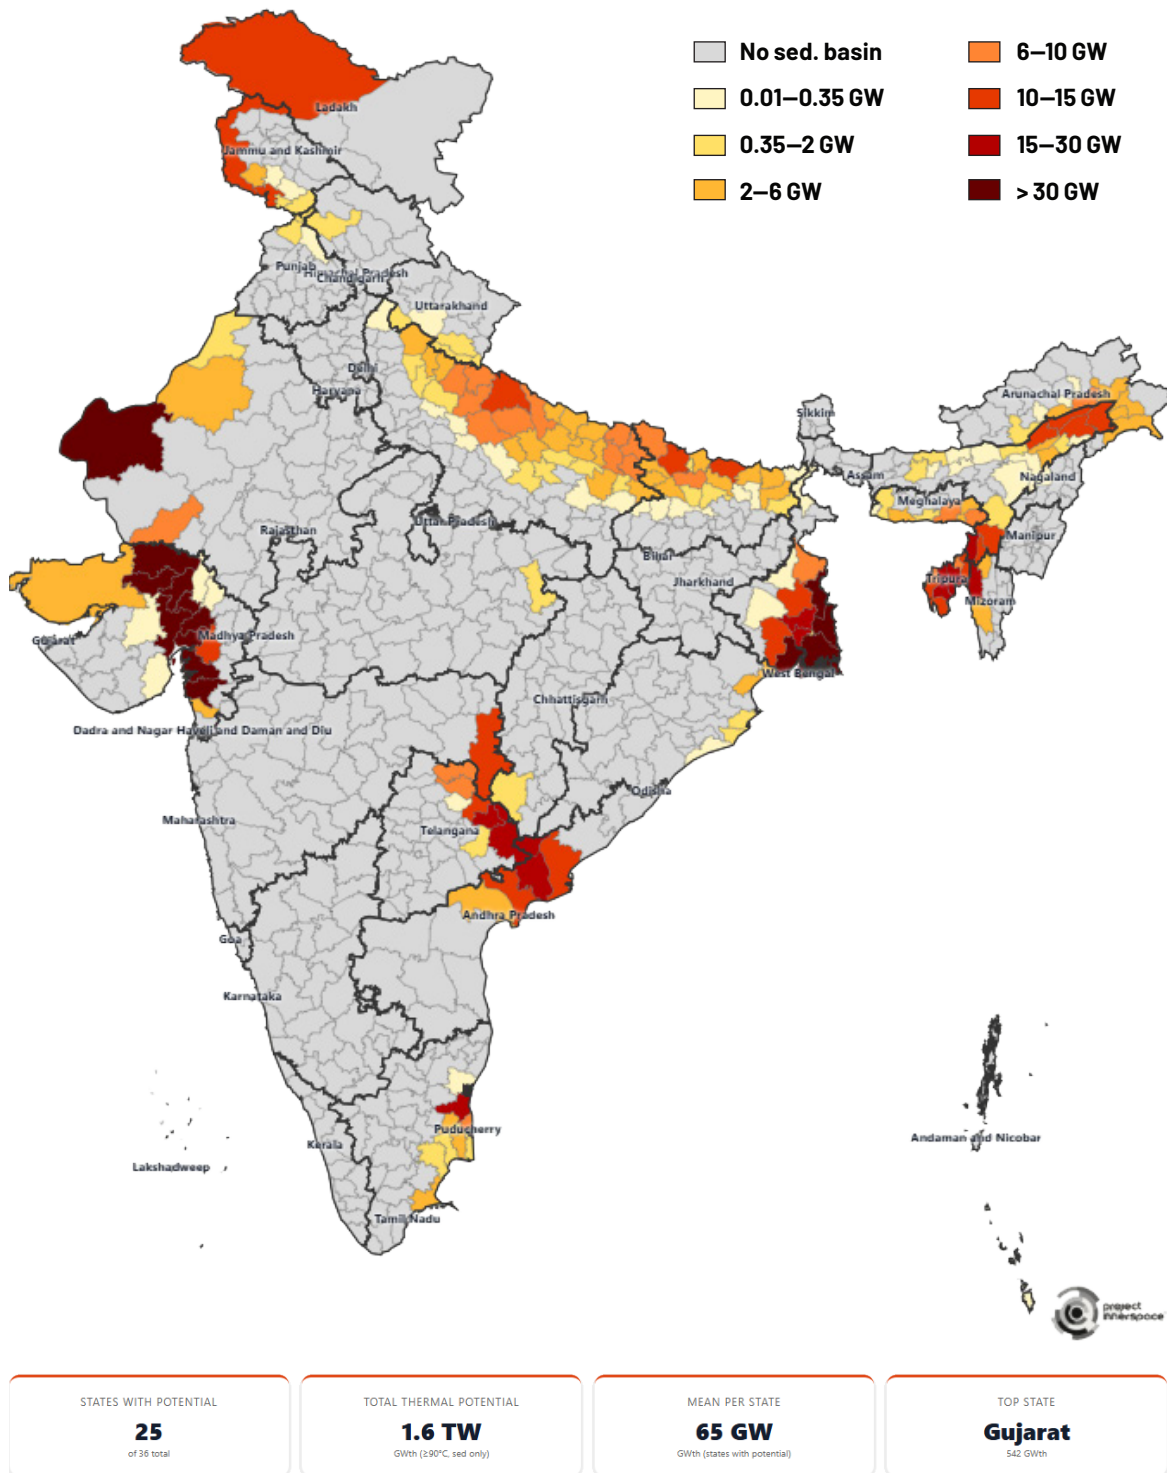 No sed. basin
0.01–0.35 GW
0.35–2 GW
2–6 GW
6–10 GW
10–15 GW
15–30 GW
> 30 GW
Ladakh
Jammu and Kashmir
Punjab
Himachal Pradesh
Chandigarh
Uttarakhand
Delhi
Haryana
Arunachal Pradesh
Sikkim
Assam
Nagaland
Meghalaya
Manipur
Tripura
Mizoram
Rajasthan
Uttar Pradesh
Bihar
Jharkhand
Gujarat
Madhya Pradesh
West Bengal
Chhattisgarh
Dadra and Nagar Haveli and Daman and Diu
Odisha
Maharashtra
Telangana
Andhra Pradesh
Goa
Karnataka
Puducherry
Kerala
Andaman and Nicobar
Lakshadweep
Tamil Nadu
project
innerspace
STATES WITH POTENTIAL
25
of 36 total
TOTAL THERMAL POTENTIAL
1.6 TW
GWth (≥90°C, sed only)
MEAN PER STATE
65 GW
GWth (states with potential)
TOP STATE
Gujarat
542 GWth